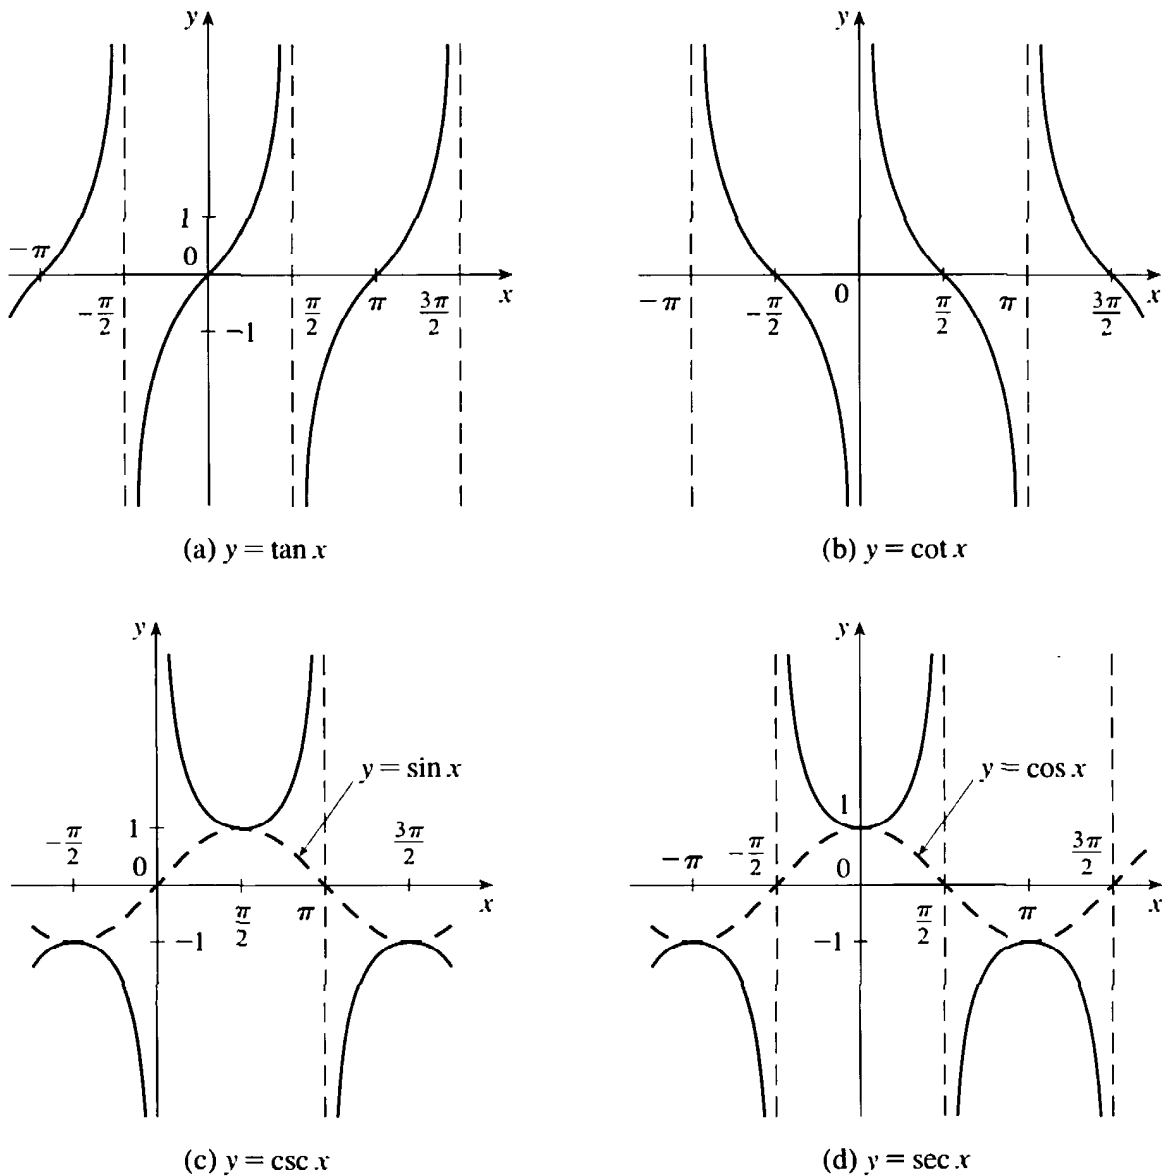 y
1
−π
0
−π/2
π/2
π
3π/2
x
−1
(a) y = tan x
y
−π
−π/2
0
π/2
π
3π/2
x
(b) y = cot x
y
y = sin x
−π/2
1
0
3π/2
π/2
π
x
−1
(c) y = csc x
y
y = cos x
1
−π
−π/2
0
3π/2
π/2
π
x
−1
(d) y = sec x